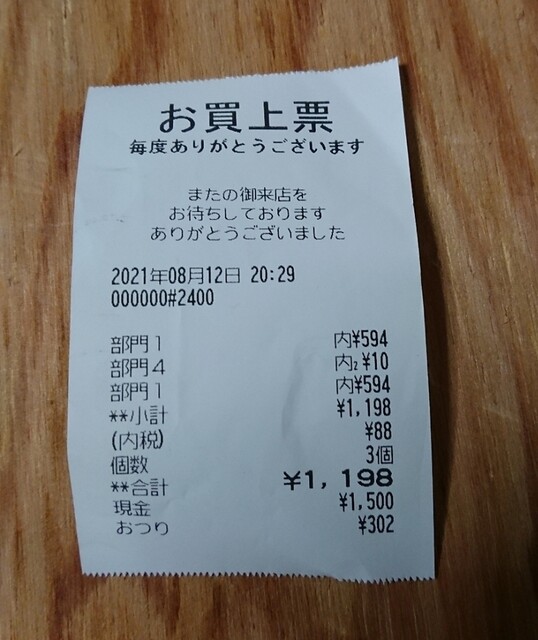 お買上票
毎度ありがとうございます
またの御来店を
お待ちしております
ありがとうございました
2021年08月12日 20:29
000000#2400
部門1 内¥594
部門4 内2 ¥10
部門1 内¥594
**小計 ¥1,198
(内税) ¥88
個数 3個
**合計 ¥1,198
現金 ¥1,500
おつり ¥302